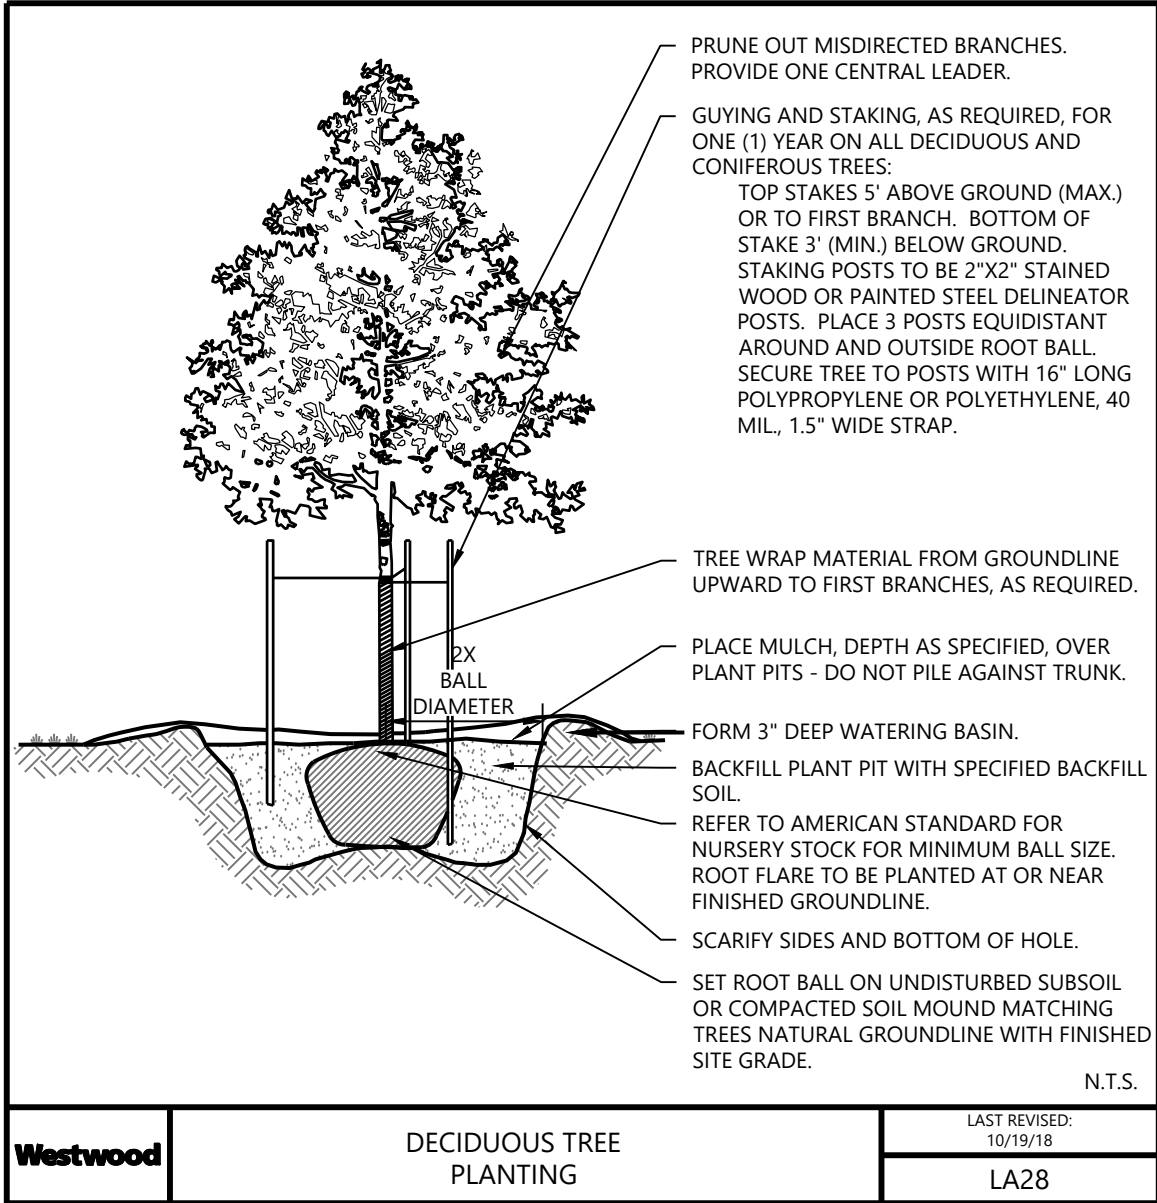 PRUNE OUT MISDIRECTED BRANCHES.
PROVIDE ONE CENTRAL LEADER.
GUYING AND STAKING, AS REQUIRED, FOR
ONE (1) YEAR ON ALL DECIDUOUS AND
CONIFEROUS TREES:
TOP STAKES 5' ABOVE GROUND (MAX.)
OR TO FIRST BRANCH. BOTTOM OF
STAKE 3' (MIN.) BELOW GROUND.
STAKING POSTS TO BE 2"X2" STAINED
WOOD OR PAINTED STEEL DELINEATOR
POSTS. PLACE 3 POSTS EQUIDISTANT
AROUND AND OUTSIDE ROOT BALL.
SECURE TREE TO POSTS WITH 16" LONG
POLYPROPYLENE OR POLYETHYLENE, 40
MIL., 1.5" WIDE STRAP.
TREE WRAP MATERIAL FROM GROUNDLINE
UPWARD TO FIRST BRANCHES, AS REQUIRED.
2X
BALL
DIAMETER
PLACE MULCH, DEPTH AS SPECIFIED, OVER
PLANT PITS - DO NOT PILE AGAINST TRUNK.
FORM 3" DEEP WATERING BASIN.
BACKFILL PLANT PIT WITH SPECIFIED BACKFILL
SOIL.
REFER TO AMERICAN STANDARD FOR
NURSERY STOCK FOR MINIMUM BALL SIZE.
ROOT FLARE TO BE PLANTED AT OR NEAR
FINISHED GROUNDLINE.
SCARIFY SIDES AND BOTTOM OF HOLE.
SET ROOT BALL ON UNDISTURBED SUBSOIL
OR COMPACTED SOIL MOUND MATCHING
TREES NATURAL GROUNDLINE WITH FINISHED
SITE GRADE.
N.T.S.
Westwood
DECIDUOUS TREE
PLANTING
LAST REVISED:
10/19/18
LA28